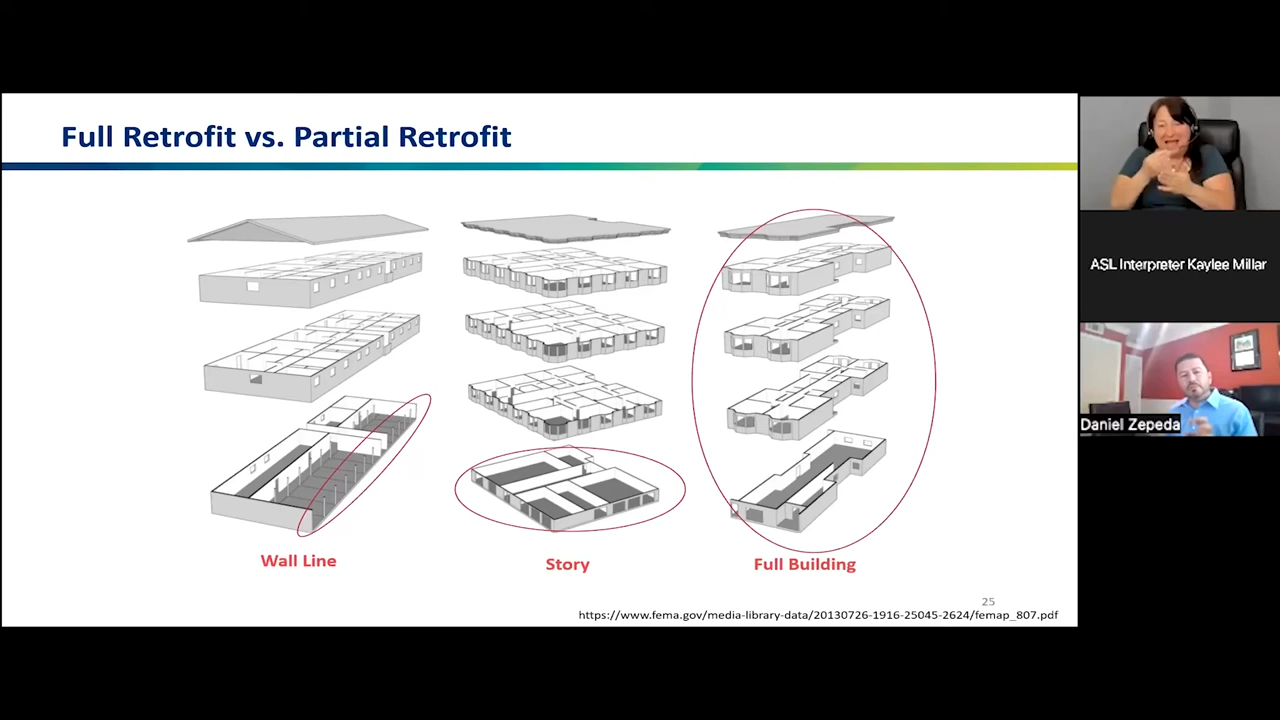 Full Retrofit vs. Partial Retrofit
Wall Line
Story
Full Building
25
https://www.fema.gov/media-library-data/20130726-1916-25045-2624/femap_807.pdf
ASL Interpreter Kaylee Millar
Daniel Zepeda